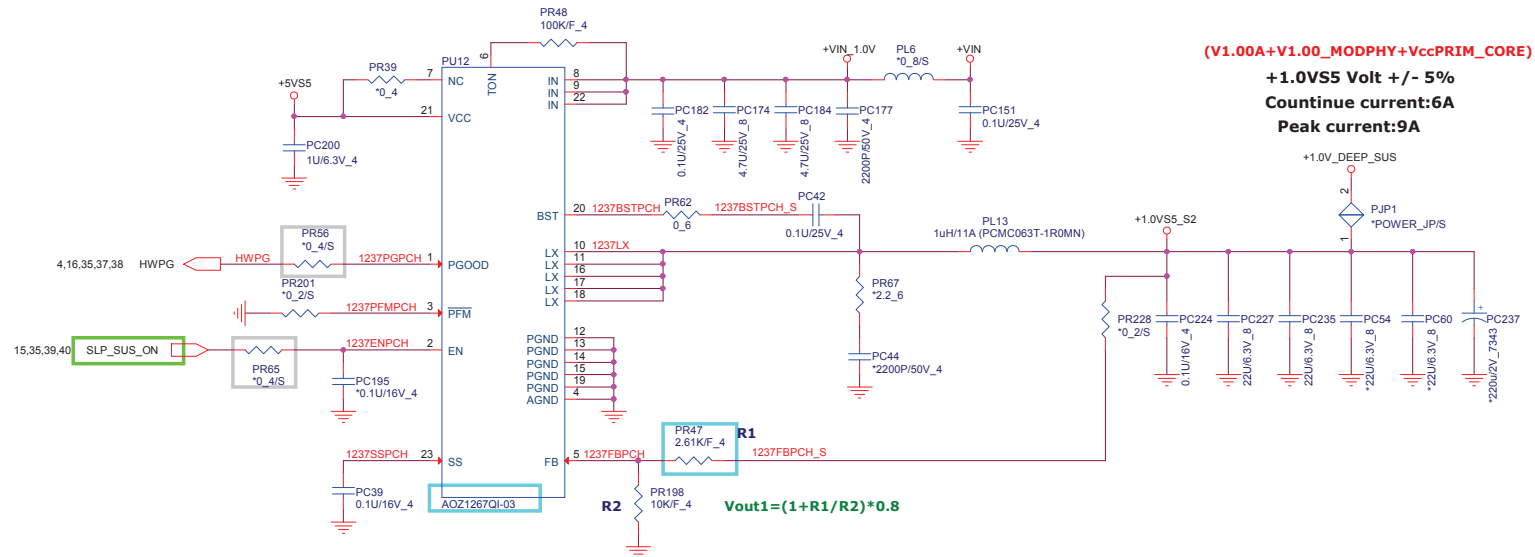 PR48
100K/F_4
PU12
+5VS5
PR39
*0_4
7
NC
6
TON
IN
8
IN
9
IN
22
21
VCC
PC200
1U/6.3V_4
+VIN_1.0V
PL6
*0_8/S
+VIN
PC182
0.1U/25V_4
PC174
4.7U/25V_8
PC184
4.7U/25V_8
PC177
2200P/50V_4
PC151
0.1U/25V_4
(V1.00A+V1.00_MODPHY+VccPRIM_CORE)
+1.0VS5 Volt +/- 5%
Countinue current:6A
Peak current:9A
+1.0V_DEEP_SUS
2
PJP1
*POWER_JP/S
1
BST
20
1237BSTPCH
PR62
0_6
1237BSTPCH_S
PC42
0.1U/25V_4
4,16,35,37,38
HWPG
HWPG
PR56
*0_4/S
1237PGPCH
1
PGOOD
LX
10
1237LX
LX
11
LX
16
LX
17
LX
18
PL13
1uH/11A (PCMC063T-1R0MN)
+1.0VS5_S2
PR201
*0_2/S
1237PFMPCH
3
PFM
PR67
*2.2_6
PC44
*2200P/50V_4
PR228
*0_2/S
PC224
0.1U/16V_4
PC227
22U/6.3V_8
PC235
22U/6.3V_8
PC54
*22U/6.3V_8
PC60
*22U/6.3V_8
+
PC237
*220u/2V_7343
15,35,39,40
SLP_SUS_ON
PR65
*0_4/S
1237ENPCH
2
EN
PC195
*0.1U/16V_4
PGND
12
PGND
13
PGND
14
PGND
15
PGND
19
AGND
4
1237SSPCH
23
SS
PC39
0.1U/16V_4
AOZ1267QI-03
FB
5
1237FBPCH
PR47
2.61K/F_4
R1
1237FBPCH_S
R2
PR198
10K/F_4
Vout1=(1+R1/R2)*0.8